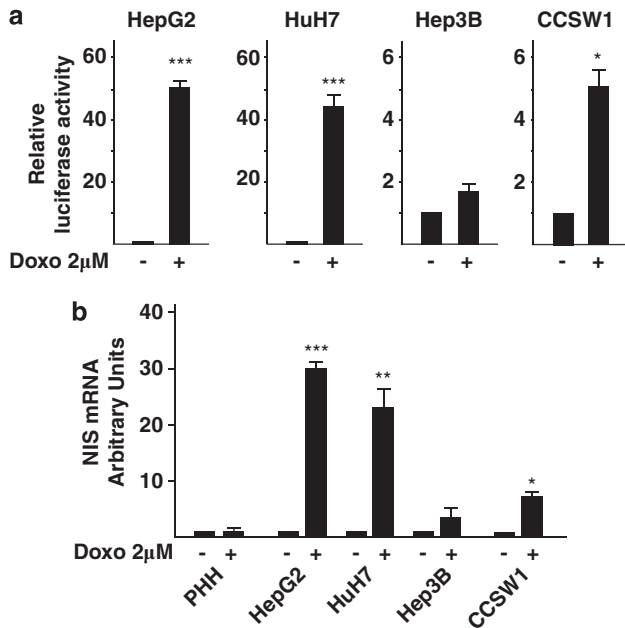 a
HepG2 HuH7 Hep3B CCSW1
Relative
luciferase activity
60 60 6 6
*** *** *
40 40 4 4
20 20 2 2
Doxo 2μM - + - + - + - +
b
NIS mRNA
Arbitrary Units
40
30
20
10
*** ** *
Doxo 2μM - + - + - + - + - +
PHH HepG2 HuH7 Hep3B CCSW1